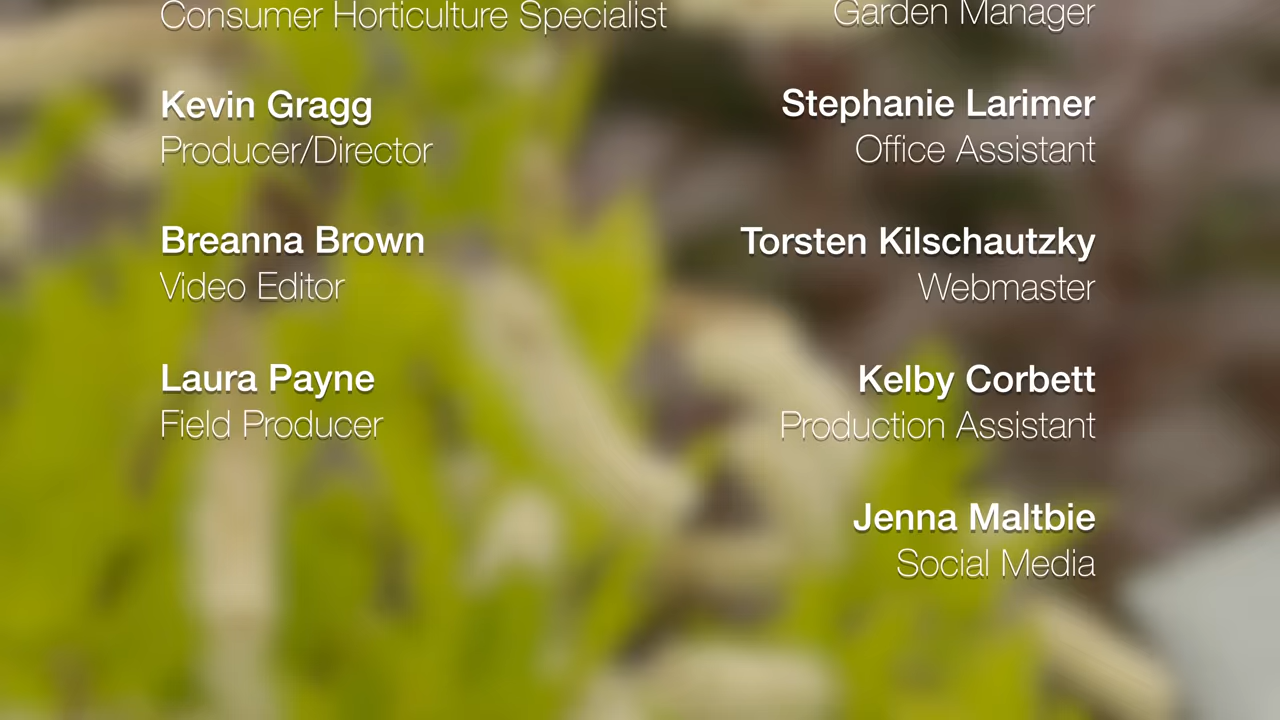 Consumer Horticulture Specialist
Kevin Gragg
Producer/Director
Breanna Brown
Video Editor
Laura Payne
Field Producer
Garden Manager
Stephanie Larimer
Office Assistant
Torsten Kilschautzky
Webmaster
Kelby Corbett
Production Assistant
Jenna Maltbie
Social Media